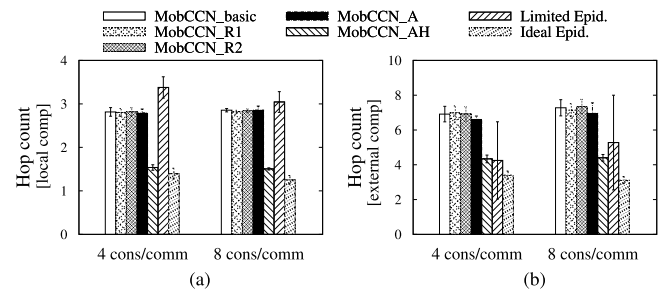 MobCCN_basic
MobCCN_R1
MobCCN_R2
MobCCN_A
MobCCN_AH
Limited Epid.
Ideal Epid.
Hop count
[local comp]
4
3
2
1
0
4 cons/comm
8 cons/comm
(a)
Hop count
[external comp]
10
8
6
4
2
0
4 cons/comm
8 cons/comm
(b)